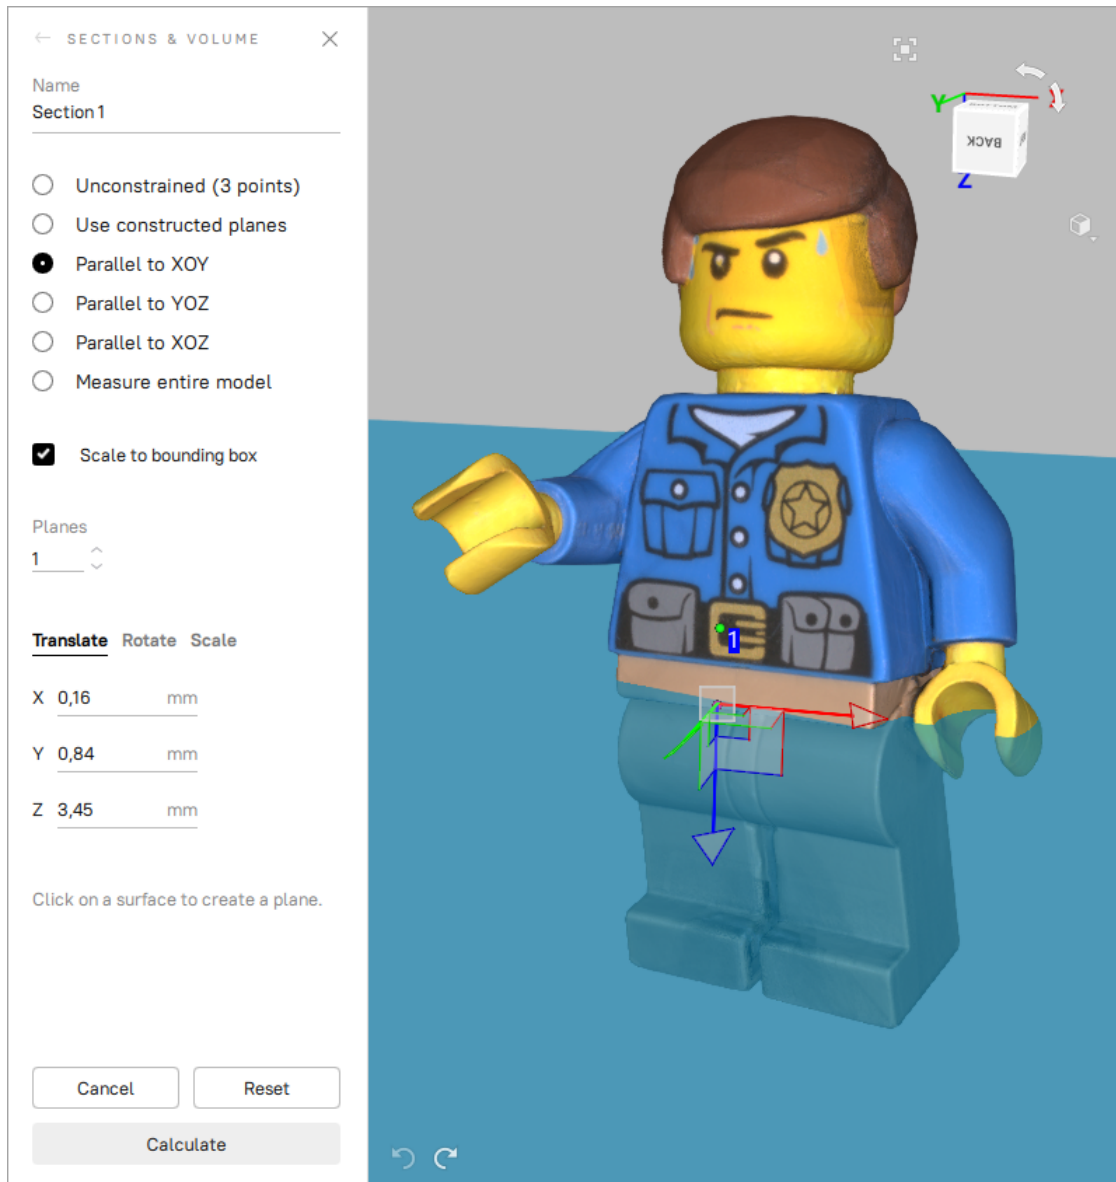 SECTIONS & VOLUME
Name
Section 1
Unconstrained (3 points)
Use constructed planes
Parallel to XOY
Parallel to YOZ
Parallel to XOZ
Measure entire model
Scale to bounding box
Planes
1
Translate Rotate Scale
X 0,16 mm
Y 0,84 mm
Z 3,45 mm
Click on a surface to create a plane.
Cancel Reset
Calculate
Y
BACK
Z
1